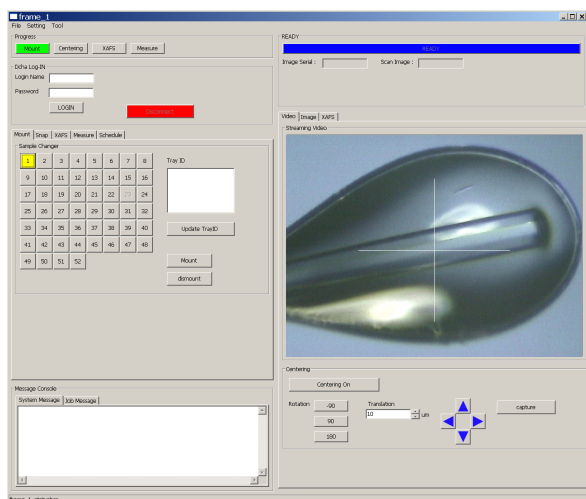 frame_1
File Setting Tool
Progress
Mount Centering XAFS Measure
Dcha Log-IN
Login Name
Password
LOGIN
Disconnect
Mount Snap XAFS Measure Schedule
Sample Changer
1 2 3 4 5 6 7 8
9 10 11 12 13 14 15 16
17 18 19 20 21 22 23 24
25 26 27 28 29 30 31 32
33 34 35 36 37 38 39 40
41 42 43 44 45 46 47 48
49 50 51 52
Tray ID
Update TrayID
Mount
dismount
Message Console
System Message Job Message
frame_1 statusbar
READY
READY
Image Serial : Scan Image :
Video Image XAFS
Streaming Video
Centering
Centering On
Rotation
-90
90
180
Translation
10 um
capture